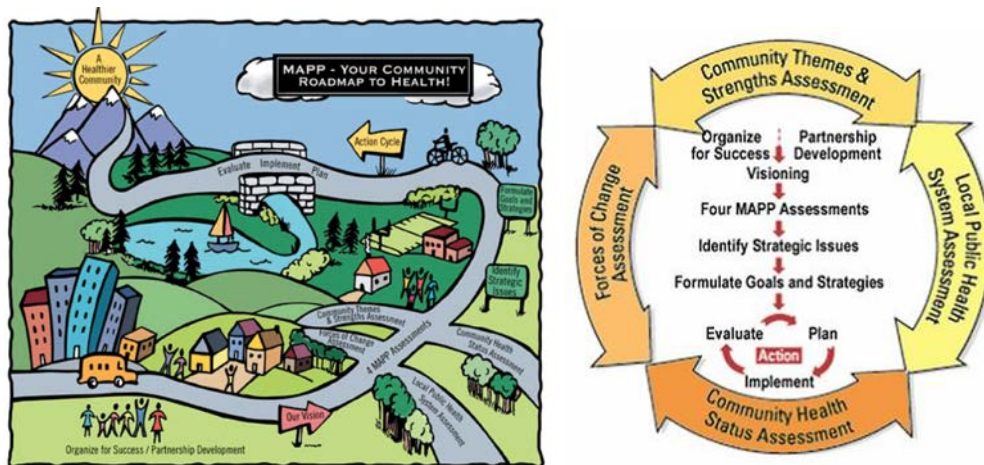 A
Healthier
Community
MAPP - YOUR COMMUNITY
ROADMAP TO HEALTH!
Action Cycle
Evaluate Implement Plan
Formulate
Goals and
Strategies
Identify
Strategic
Issues
Community Themes
& Strengths Assessment
Forces of Change
Assessment
4 MAPP Assessments
Community Health
Status Assessment
Local Public Health
System Assessment
Our Vision
Organize for Success / Partnership Development
Community Themes &
Strengths Assessment
Organize
for Success
Partnership
Development
Visioning
Four MAPP Assessments
Identify Strategic Issues
Formulate Goals and Strategies
Evaluate
Plan
Action
Implement
Forces of Change
Assessment
Local Public Health
System Assessment
Community Health
Status Assessment